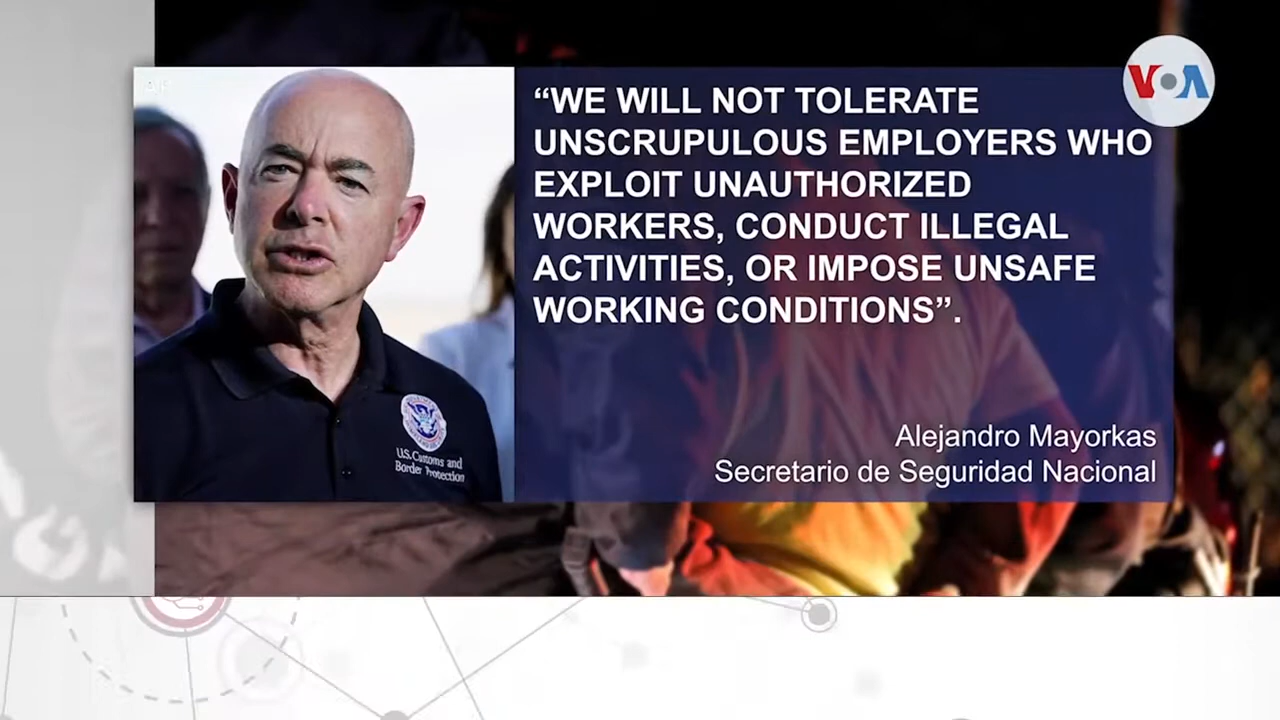 AP
VOA
“WE WILL NOT TOLERATE
UNSCRUPULOUS EMPLOYERS WHO
EXPLOIT UNAUTHORIZED
WORKERS, CONDUCT ILLEGAL
ACTIVITIES, OR IMPOSE UNSAFE
WORKING CONDITIONS”.
Alejandro Mayorkas
Secretario de Seguridad Nacional
U.S. Customs and
Border Protection